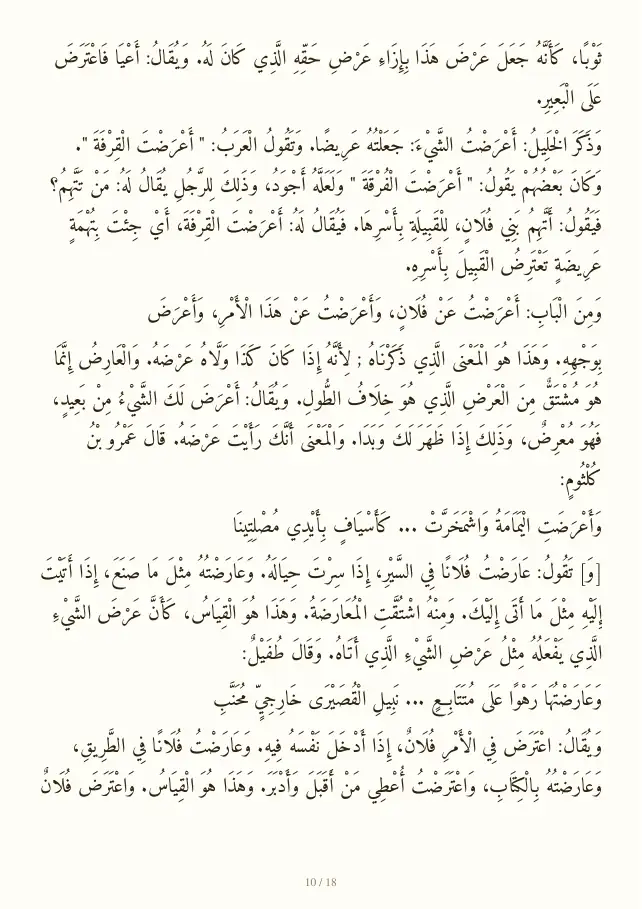 ثَوْبًا، كَأَنَّهُ جَعَلَ عَرْضَ هَذَا بِإِزَاءِ عَرْضِ حَقِّهِ الَّذِي كَانَ لَهُ. وَيُقَالُ: أَعْيَا فَاعْتَرَضَ
عَلَى الْبَعِيرِ.
وَذَكَرَ الْخَلِيلُ: أَعْرَضْتُ الشَّيْءَ: جَعَلْتُهُ عَرِيضًا. وَتَقُولُ الْعَرَبُ: " أَعْرَضْتَ الْقِرْفَةَ ".
وَكَانَ بَعْضُهُمْ يَقُولُ: " أَعْرَضْتَ الْفُرْقَةَ " وَلَعَلَّهُ أَجْوَدُ، وَذَلِكَ لِلرَّجُلِ يُقَالُ لَهُ: مَنْ تَتَّهِمُ؟
فَيَقُولُ: أَتَّهِمُ بَنِي فُلَانٍ، لِلْقَبِيلَةِ بِأَسْرِهَا. فَيُقَالُ لَهُ: أَعْرَضْتَ الْقِرْفَةَ، أَيْ جِئْتَ بِتُهْمَةٍ
عَرِيضَةٍ تَعْتَرِضُ الْقَبِيلَ بِأَسْرِهِ.
وَمِنَ الْبَابِ: أَعْرَضْتُ عَنْ فُلَانٍ، وَأَعْرَضْتُ عَنْ هَذَا الْأَمْرِ، وَأَعْرَضَ
بِوَجْهِهِ. وَهَذَا هُوَ الْمَعْنَى الَّذِي ذَكَرْنَاهُ ; لِأَنَّهُ إِذَا كَانَ كَذَا وَلَّاهُ عَرْضَهُ. وَالْعَارِضُ إِنَّمَا
هُوَ مُشْتَقٌّ مِنَ الْعَرْضِ الَّذِي هُوَ خِلَافُ الطُّولِ. وَيُقَالُ: أَعْرَضَ لَكَ الشَّيْءُ مِنْ بَعِيدٍ،
فَهُوَ مُعْرِضٌ، وَذَلِكَ إِذَا ظَهَرَ لَكَ وَبَدَا. وَالْمَعْنَى أَنَّكَ رَأَيْتَ عَرْضَهُ. قَالَ عَمْرُو بْنُ
كُلْثُومٍ:
وَأَعْرَضَتِ الْيَمَامَةُ وَاشْمَخَرَّتْ ... كَأَسْيَافٍ بِأَيْدِي مُصْلِتِينَا
[وَ] تَقُولُ: عَارَضْتُ فُلَانًا فِي السَّيْرِ، إِذَا سِرْتَ حِيَالَهُ. وَعَارَضْتُهُ مِثْلَ مَا صَنَعَ، إِذَا أَتَيْتَ
إِلَيْهِ مِثْلَ مَا أَتَى إِلَيْكَ. وَمِنْهُ اشْتُقَّتِ الْمُعَارَضَةُ. وَهَذَا هُوَ الْقِيَاسُ، كَأَنَّ عَرْضَ الشَّيْءِ
الَّذِي يَفْعَلُهُ مِثْلُ عَرْضِ الشَّيْءِ الَّذِي أَتَاهُ. وَقَالَ طُفَيْلٌ:
وَعَارَضْتُهَا رَهْوًا عَلَى مُتَتَابِعٍ ... نَبِيلِ الْقُصَيْرَى خَارِجِيٍّ مُحَنَّبِ
وَيُقَالُ: اعْتَرَضَ فِي الْأَمْرِ فُلَانٌ، إِذَا أَدْخَلَ نَفْسَهُ فِيهِ. وَعَارَضْتُ فُلَانًا فِي الطَّرِيقِ،
وَعَارَضْتُهُ بِالْكِتَابِ، وَاعْتَرَضْتُ أُعْطِي مَنْ أَقْبَلَ وَأَدْبَرَ. وَهَذَا هُوَ الْقِيَاسُ. وَاعْتَرَضَ فُلَانٌ
10 / 18